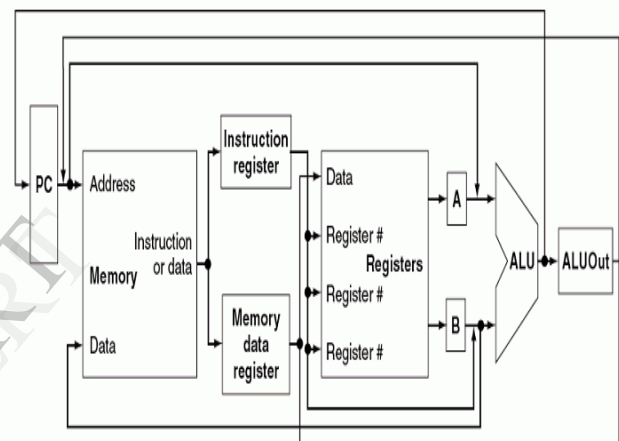 PC
Address
Instruction
or data
Memory
Data
Instruction
register
Memory
data
register
Data
Register #
Registers
Register #
Register #
A
B
ALU
ALUOut